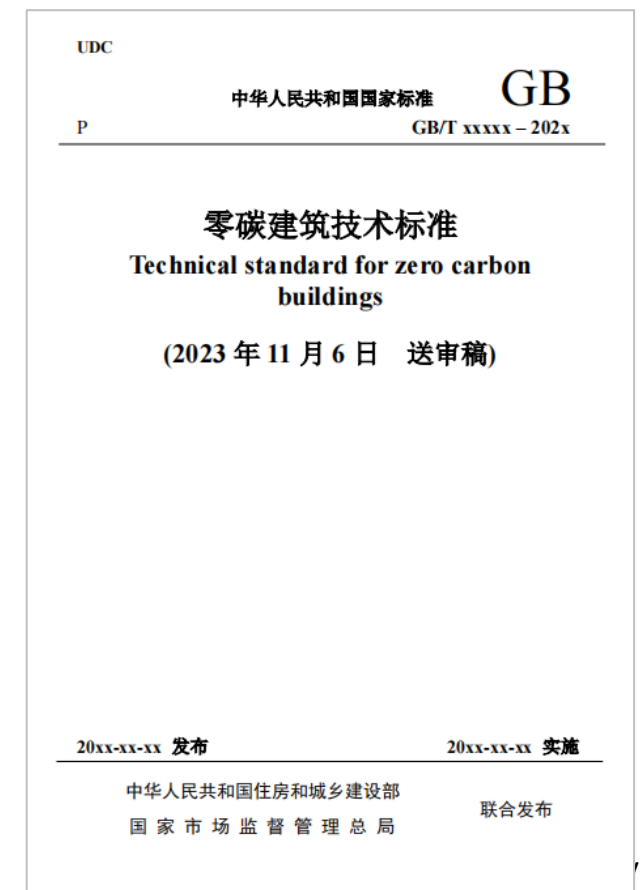 UDC
中华人民共和国国家标准 GB
P GB/T xxxxx – 202x
零碳建筑技术标准
Technical standard for zero carbon
buildings
(2023 年 11 月 6 日 送审稿)
20xx-xx-xx 发布 20xx-xx-xx 实施
中华人民共和国住房和城乡建设部
国家市场监督管理总局
联合发布